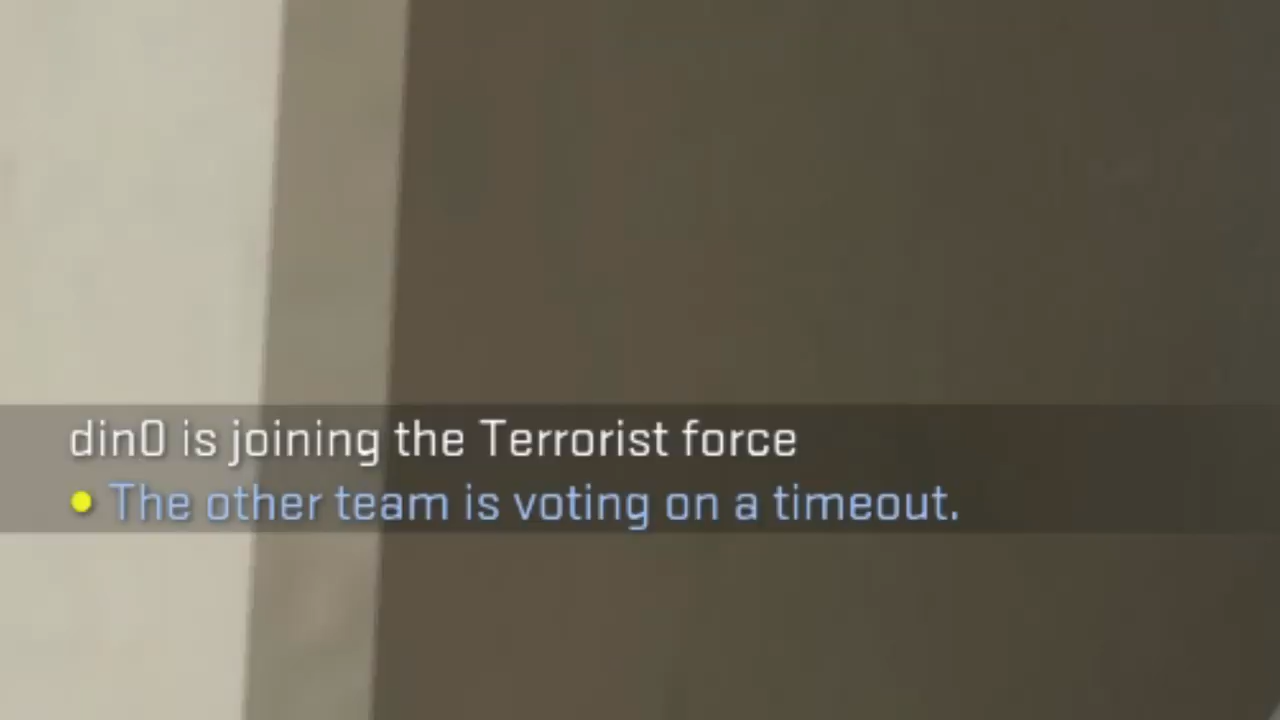 din0 is joining the Terrorist force
The other team is voting on a timeout.